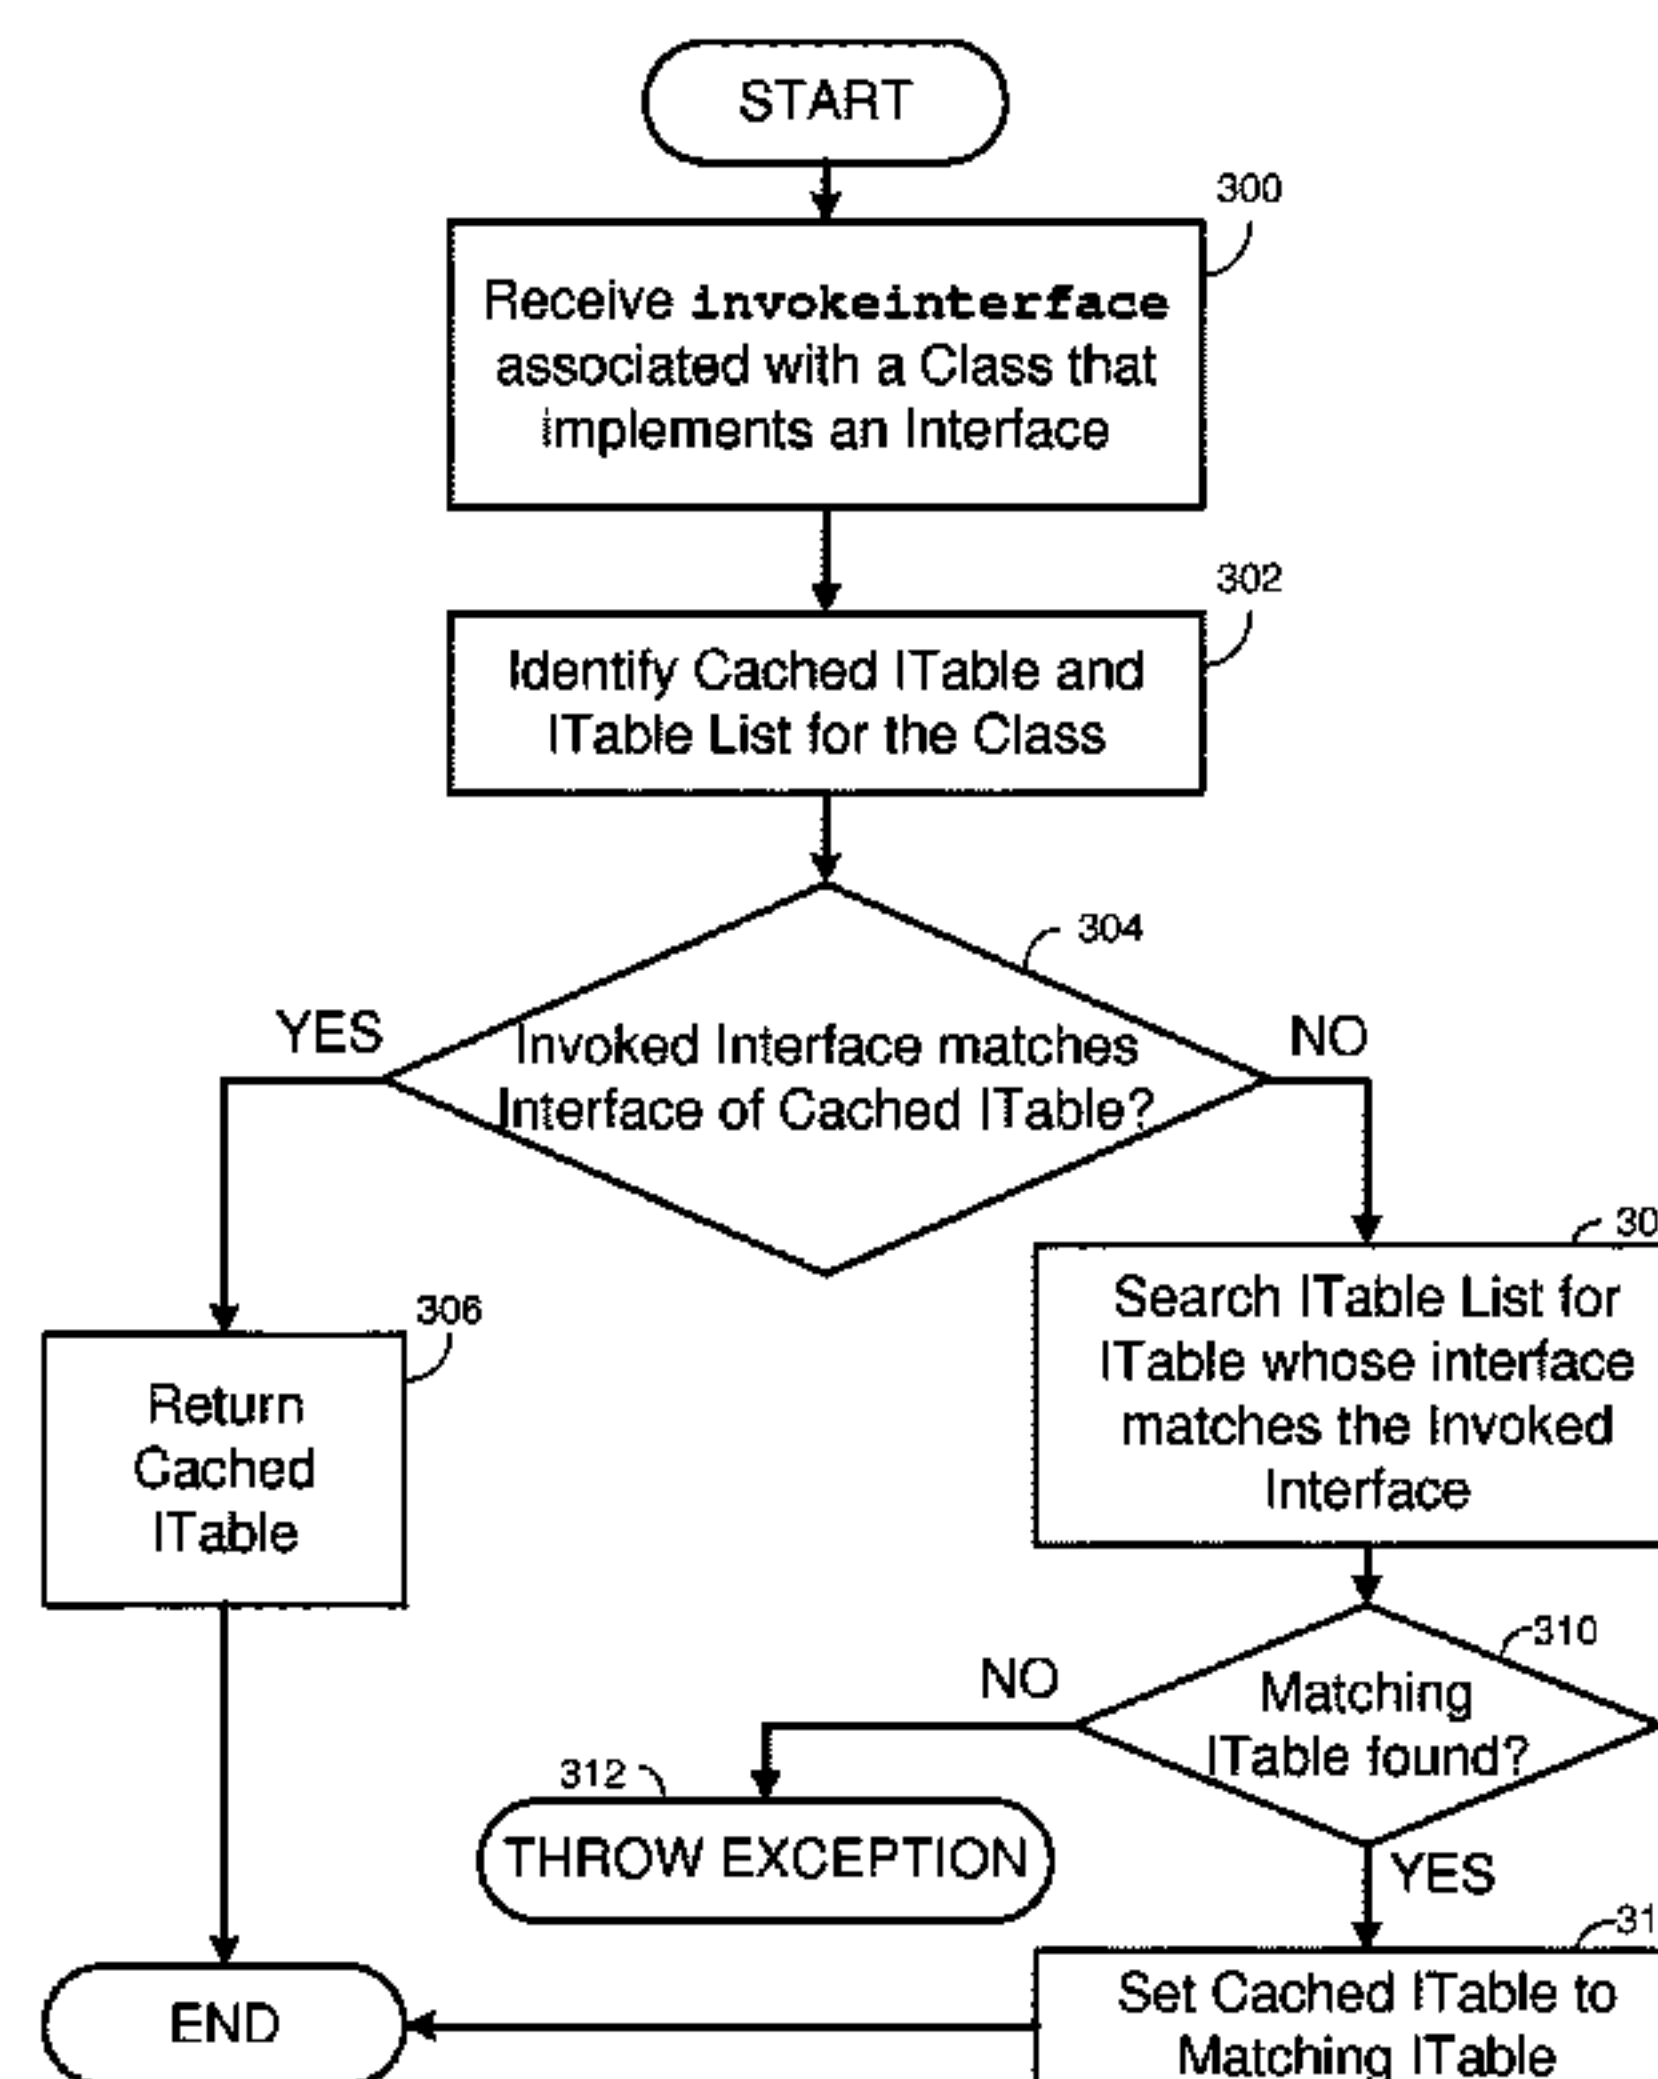 START
300
Receive invokeinterface
associated with a Class that
implements an Interface
302
Identify Cached ITable and
ITable List for the Class
304
YES
NO
Invoked Interface matches
Interface of Cached ITable?
306
Return
Cached
ITable
Search ITable List for
ITable whose interface
matches the Invoked
Interface
310
NO
Matching
ITable found?
312
THROW EXCEPTION
YES
END
Set Cached ITable to
Matching ITable